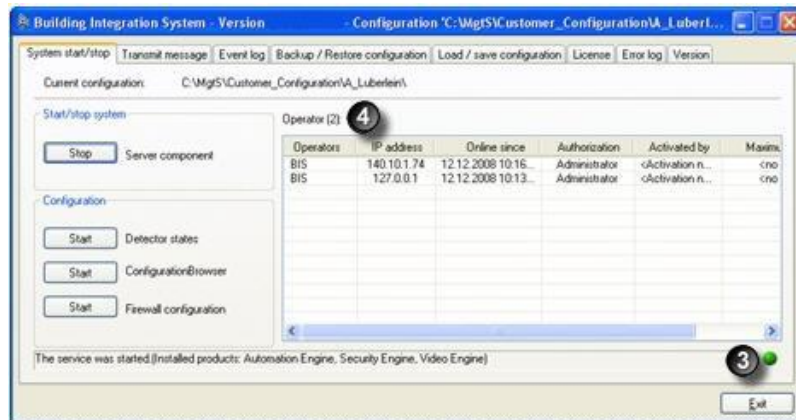 Building Integration System - Version - Configuration 'C:\MgtS\Customer_Configuration\A_Luberl...
System start/stop Transmit message Event log Backup / Restore configuration Load / save configuration License Error log Version
Current configuration: C:\MgtS\Customer_Configuration\A_Luberlein\
Start/stop system
Stop Server component
Configuration
Start Detector states
Start ConfigurationBrowser
Start Firewall configuration
Operator (2): 4
Operators IP address Online since Authorization Activated by Maximu
BIS 140.10.1.74 12.12.2008 10:16... Administrator <Activation n... <no
BIS 127.0.0.1 12.12.2008 10:13... Administrator <Activation n... <no
The service was started.(Installed products: Automation Engine, Security Engine, Video Engine)
3
Exit